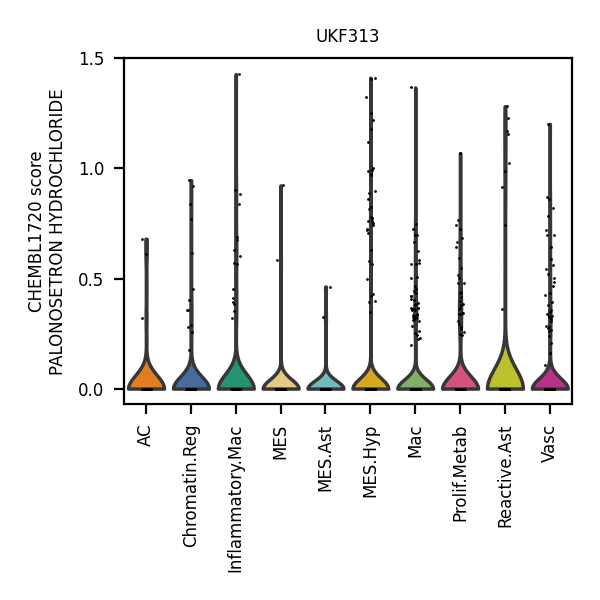 UKF313
CHEMBL1720 score
PALONOSETRON HYDROCHLORIDE
1.5
1.0
0.5
0.0
AC
Chromatin.Reg
Inflammatory.Mac
MES
MES.Ast
MES.Hyp
Mac
Prolif.Metab
Reactive.Ast
Vasc